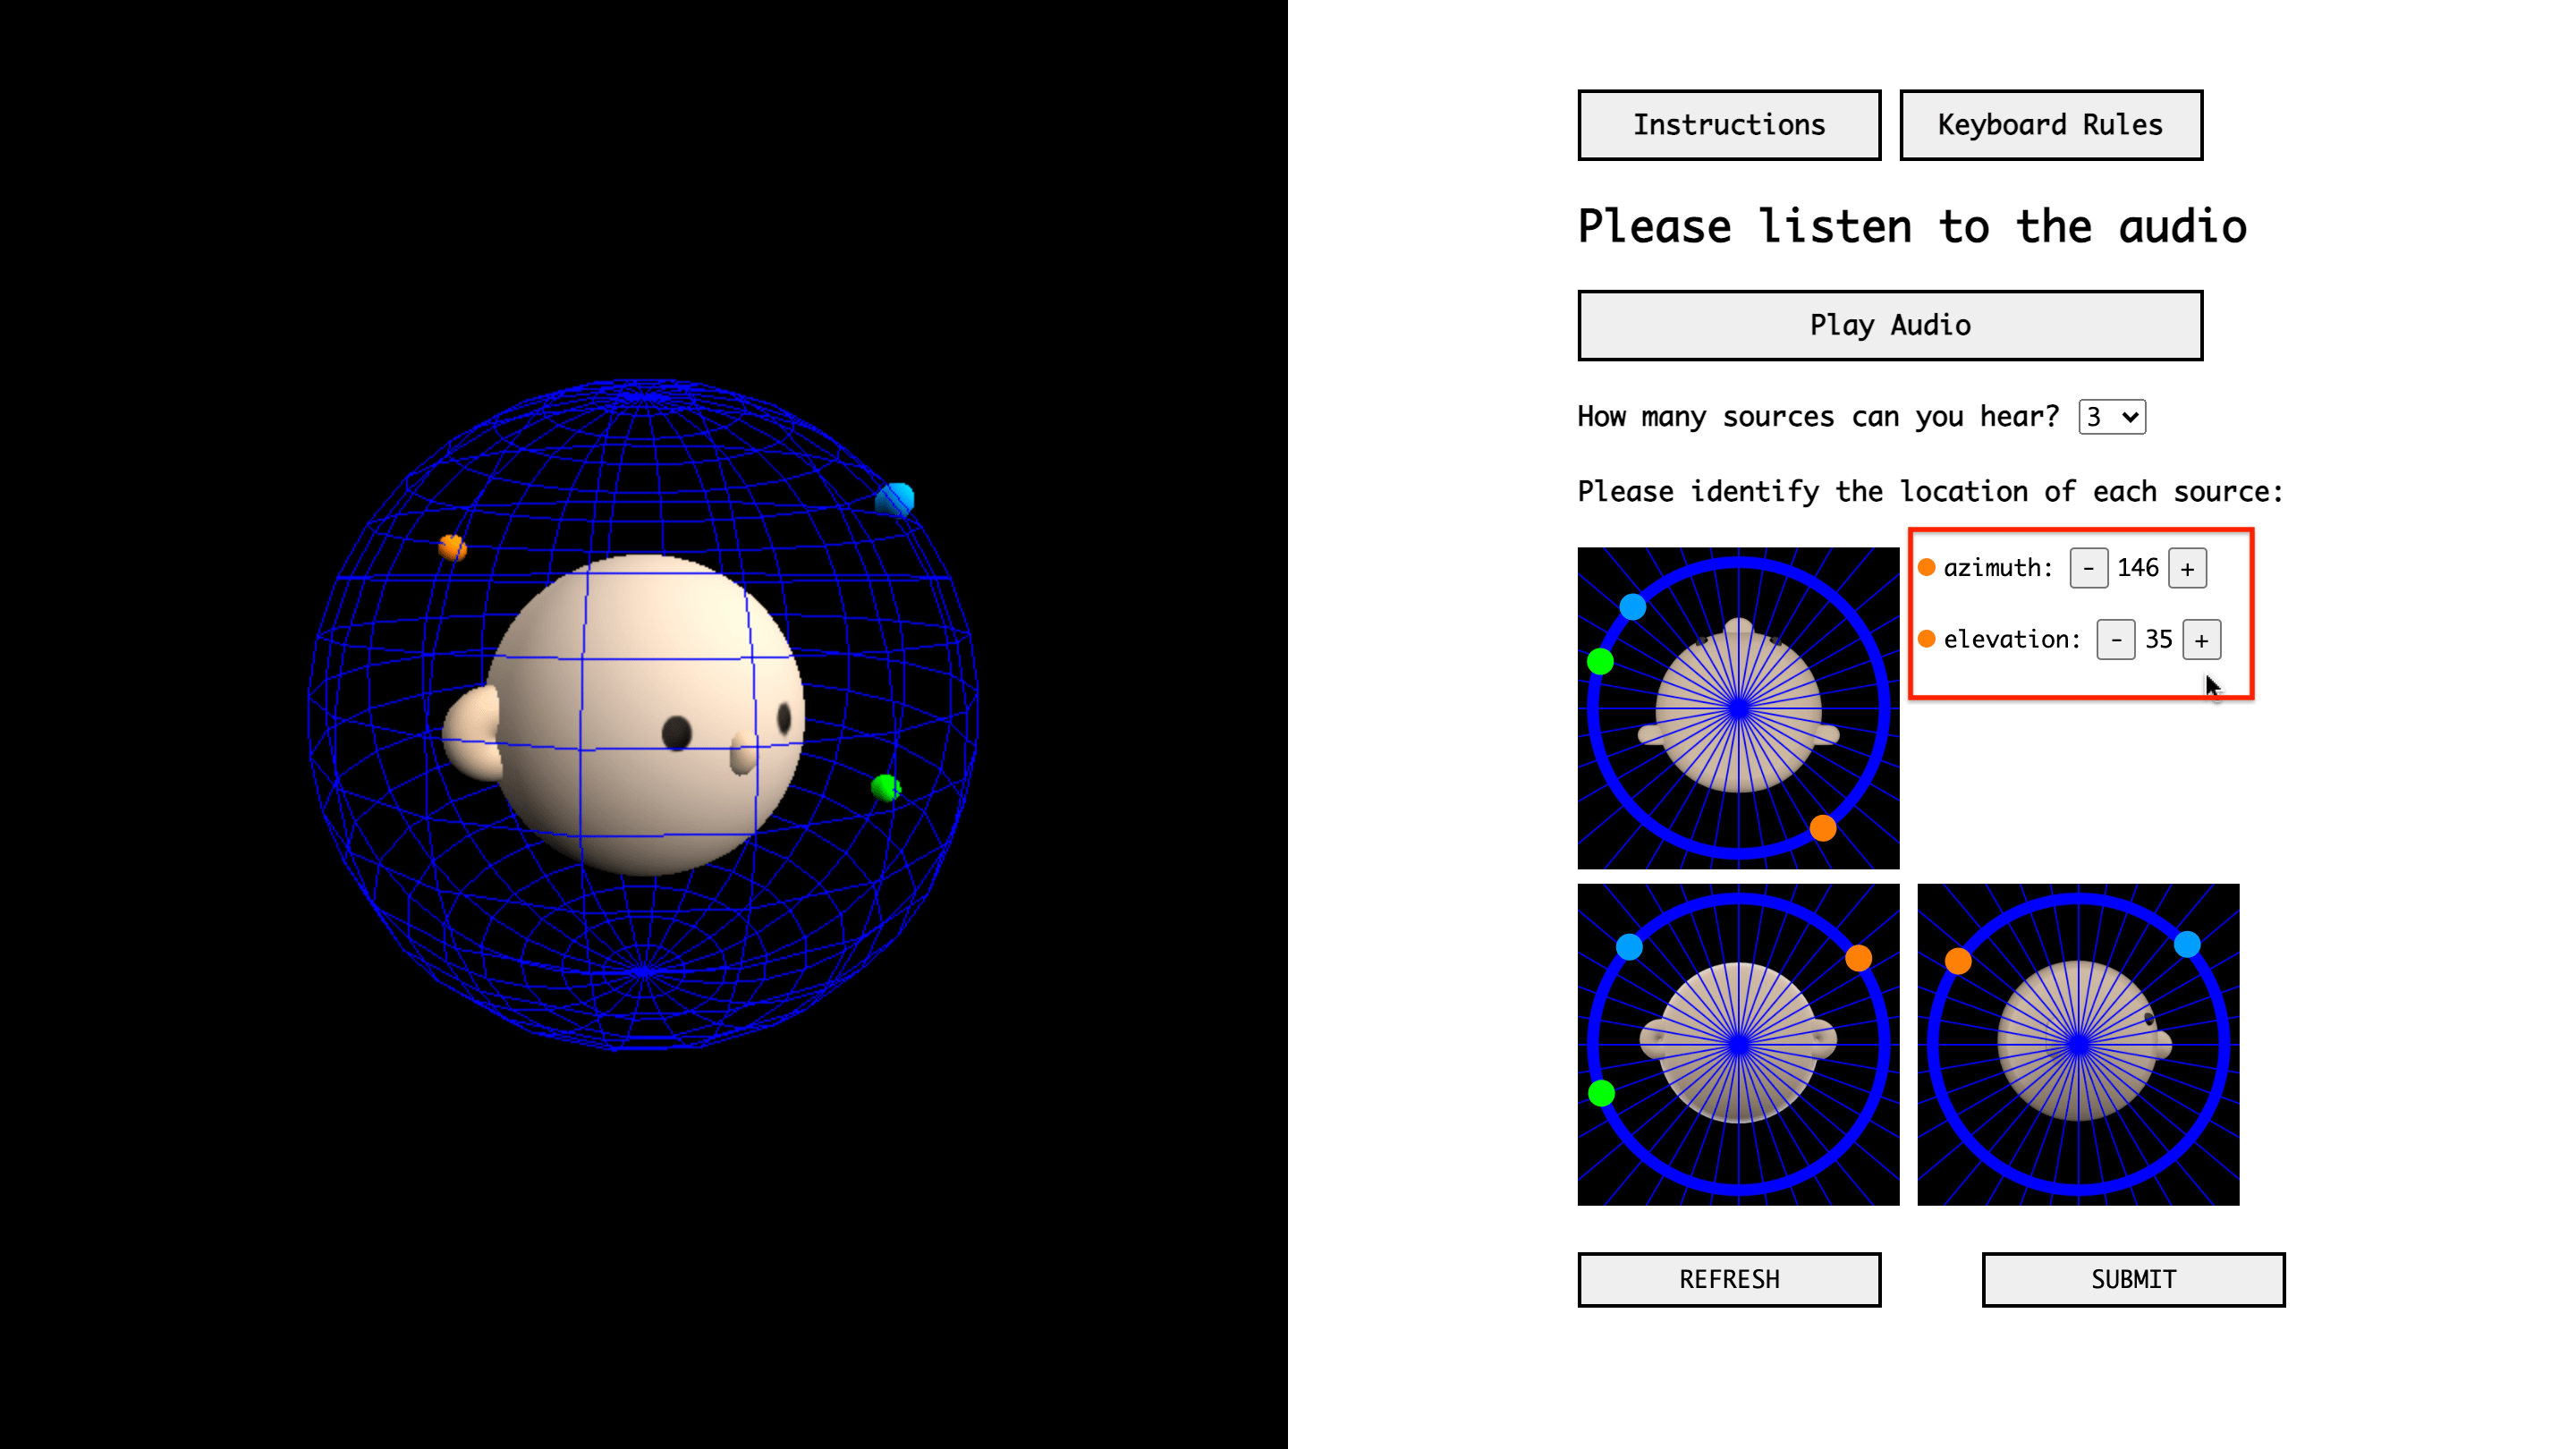 Instructions
Keyboard Rules
Please listen to the audio
Play Audio
How many sources can you hear? 3
Please identify the location of each source:
azimuth: - 146 +
elevation: - 35 +
REFRESH
SUBMIT